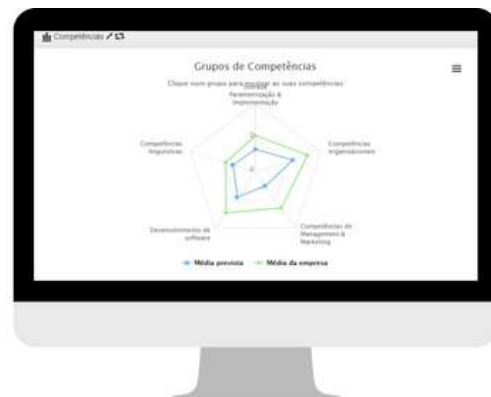 Competências
Grupos de Competências
Clique num grupo para mostrar as suas competências
Parametrização &
Implementação
Competências
linguísticas
Competências
organizacionais
Desenvolvimento de
software
Competências de
Management &
Marketing
Média prevista
Média da empresa